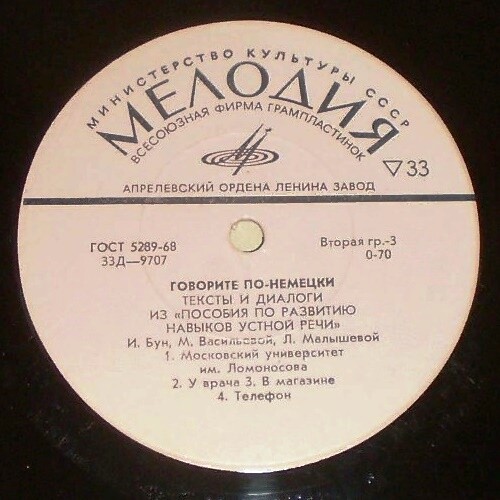 МИНИСТЕРСТВО КУЛЬТУРЫ СССР
МЕЛОДИЯ
ВСЕСОЮЗНАЯ ФИРМА ГРАМПЛАСТИНОК
▽33
АПРЕЛЕВСКИЙ ОРДЕНА ЛЕНИНА ЗАВОД
ГОСТ 5289-68
33Д—9707
Вторая гр.-3
0-70
ГОВОРИТЕ ПО-НЕМЕЦКИ
ТЕКСТЫ И ДИАЛОГИ
ИЗ «ПОСОБИЯ ПО РАЗВИТИЮ
НАВЫКОВ УСТНОЙ РЕЧИ»
И. Бун, М. Васильевой, Л. Малышевой
1. Московский университет
им. Ломоносова
2. У врача 3. В магазине
4. Телефон